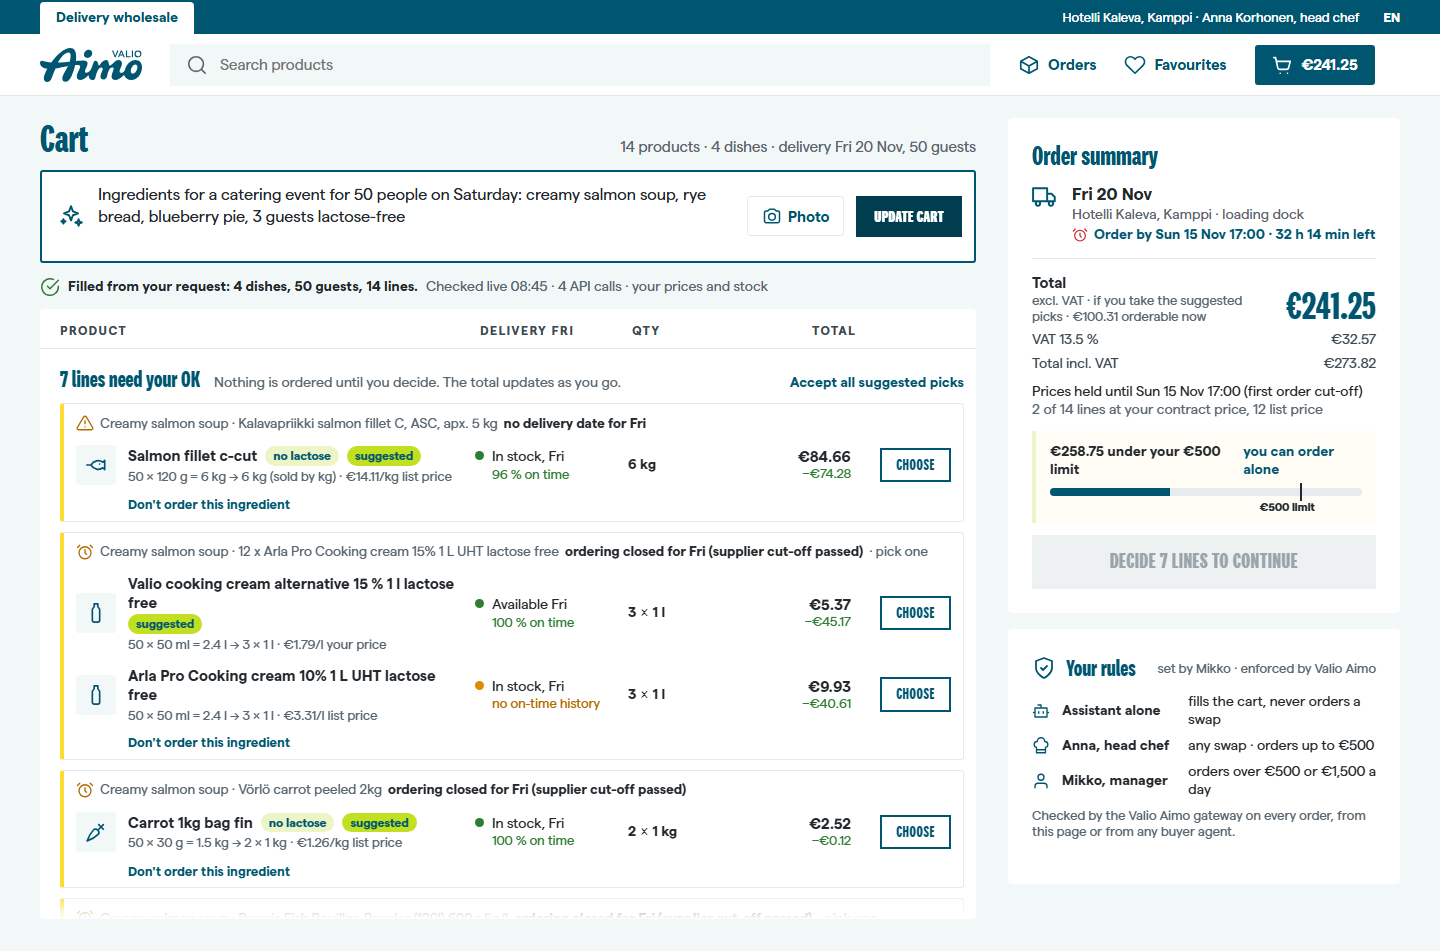 Delivery wholesale
Hotelli Kaleva, Kamppi · Anna Korhonen, head chef
EN
VALIO
Aimo
Search products
Orders
Favourites
€241.25
Cart
14 products · 4 dishes · delivery Fri 20 Nov, 50 guests
Ingredients for a catering event for 50 people on Saturday: creamy salmon soup, rye
bread, blueberry pie, 3 guests lactose-free
Photo
UPDATE CART
Filled from your request: 4 dishes, 50 guests, 14 lines. Checked live 08:45 · 4 API calls · your prices and stock
PRODUCT
DELIVERY FRI
QTY
TOTAL
7 lines need your OK
Nothing is ordered until you decide. The total updates as you go.
Accept all suggested picks
Creamy salmon soup · Kalavapriikki salmon fillet C, ASC, apx. 5 kg no delivery date for Fri
Salmon fillet c-cut no lactose suggested
50 × 120 g = 6 kg → 6 kg (sold by kg) · €14.11/kg list price
In stock, Fri
96 % on time
6 kg
€84.66
−€74.28
CHOOSE
Don't order this ingredient
Creamy salmon soup · 12 x Arla Pro Cooking cream 15% 1 L UHT lactose free ordering closed for Fri (supplier cut-off passed) · pick one
Valio cooking cream alternative 15 % 1 l lactose
free
suggested
50 × 50 ml = 2.4 l → 3 × 1 l · €1.79/l your price
Available Fri
100 % on time
3 × 1 l
€5.37
−€45.17
CHOOSE
Arla Pro Cooking cream 10% 1 L UHT lactose
free
50 × 50 ml = 2.4 l → 3 × 1 l · €3.31/l list price
In stock, Fri
no on-time history
3 × 1 l
€9.93
−€40.61
CHOOSE
Don't order this ingredient
Creamy salmon soup · Vörlö carrot peeled 2kg ordering closed for Fri (supplier cut-off passed)
Carrot 1kg bag fin no lactose suggested
50 × 30 g = 1.5 kg → 2 × 1 kg · €1.26/kg list price
In stock, Fri
100 % on time
2 × 1 kg
€2.52
−€0.12
CHOOSE
Don't order this ingredient
Order summary
Fri 20 Nov
Hotelli Kaleva, Kamppi · loading dock
Order by Sun 15 Nov 17:00 · 32 h 14 min left
Total
excl. VAT · if you take the suggested
picks · €100.31 orderable now
€241.25
VAT 13.5 %
€32.57
Total incl. VAT
€273.82
Prices held until Sun 15 Nov 17:00 (first order cut-off)
2 of 14 lines at your contract price, 12 list price
€258.75 under your €500
limit
you can order
alone
€500 limit
DECIDE 7 LINES TO CONTINUE
Your rules
set by Mikko · enforced by Valio Aimo
Assistant alone
fills the cart, never orders a
swap
Anna, head chef
any swap · orders up to €500
Mikko, manager
orders over €500 or €1,500 a
day
Checked by the Valio Aimo gateway on every order, from
this page or from any buyer agent.